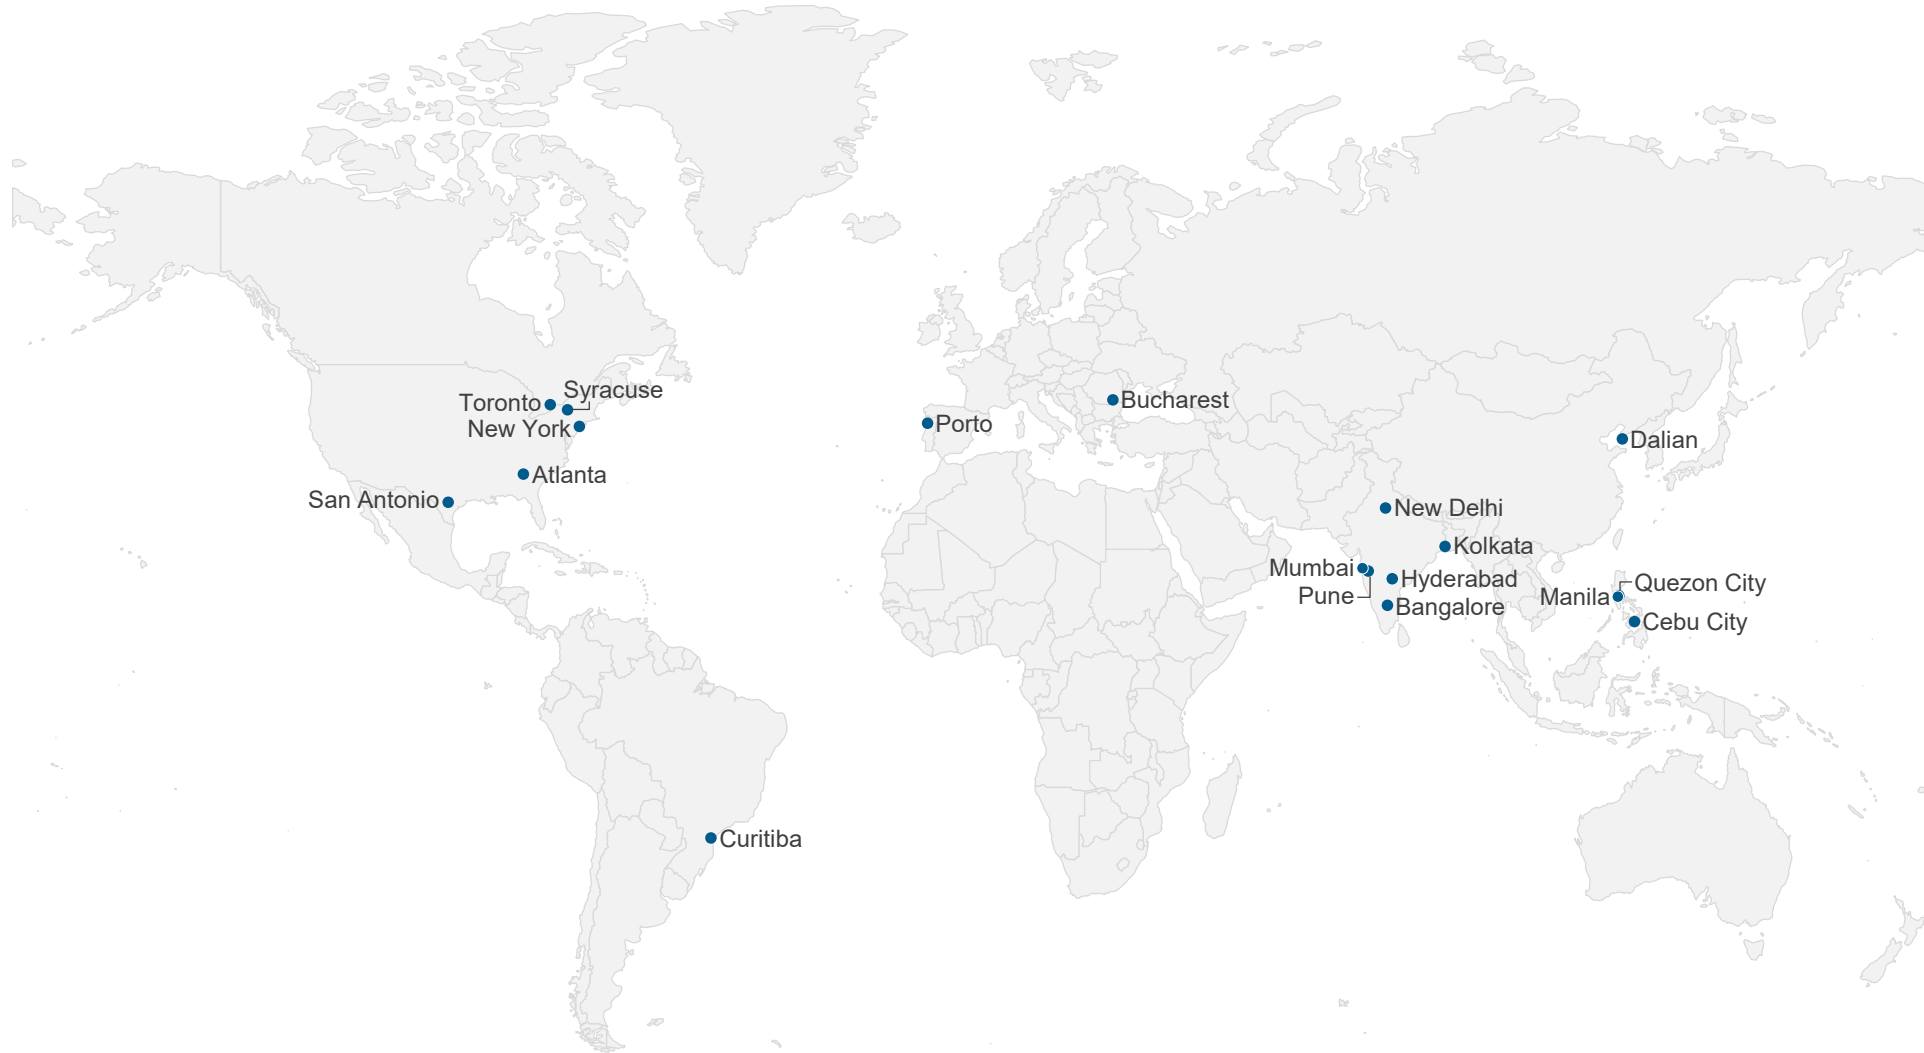 Syracuse
Toronto
New York
Atlanta
San Antonio
Curitiba
Porto
Bucharest
Dalian
New Delhi
Kolkata
Mumbai
Hyderabad
Pune
Bangalore
Quezon City
Manila
Cebu City